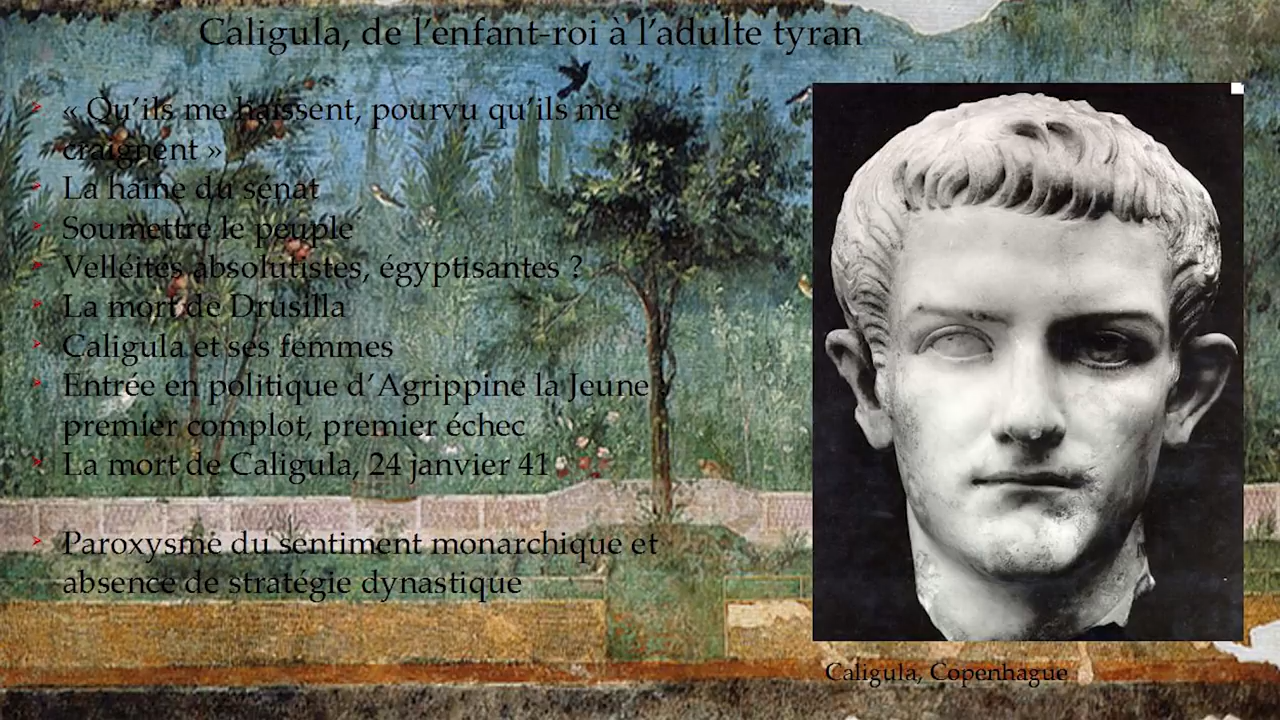 Caligula, de l’enfant-roi à l’adulte tyran
« Qu’ils me haïssent, pourvu qu’ils me
craignent »
La haine du sénat
Soumettre le peuple
Velléités absolutistes, égyptisantes ?
La mort de Drusilla
Caligula et ses femmes
Entrée en politique d’Agrippine la Jeune
premier complot, premier échec
La mort de Caligula, 24 janvier 41
Paroxysme du sentiment monarchique et
absence de stratégie dynastique
Caligula, Copenhague